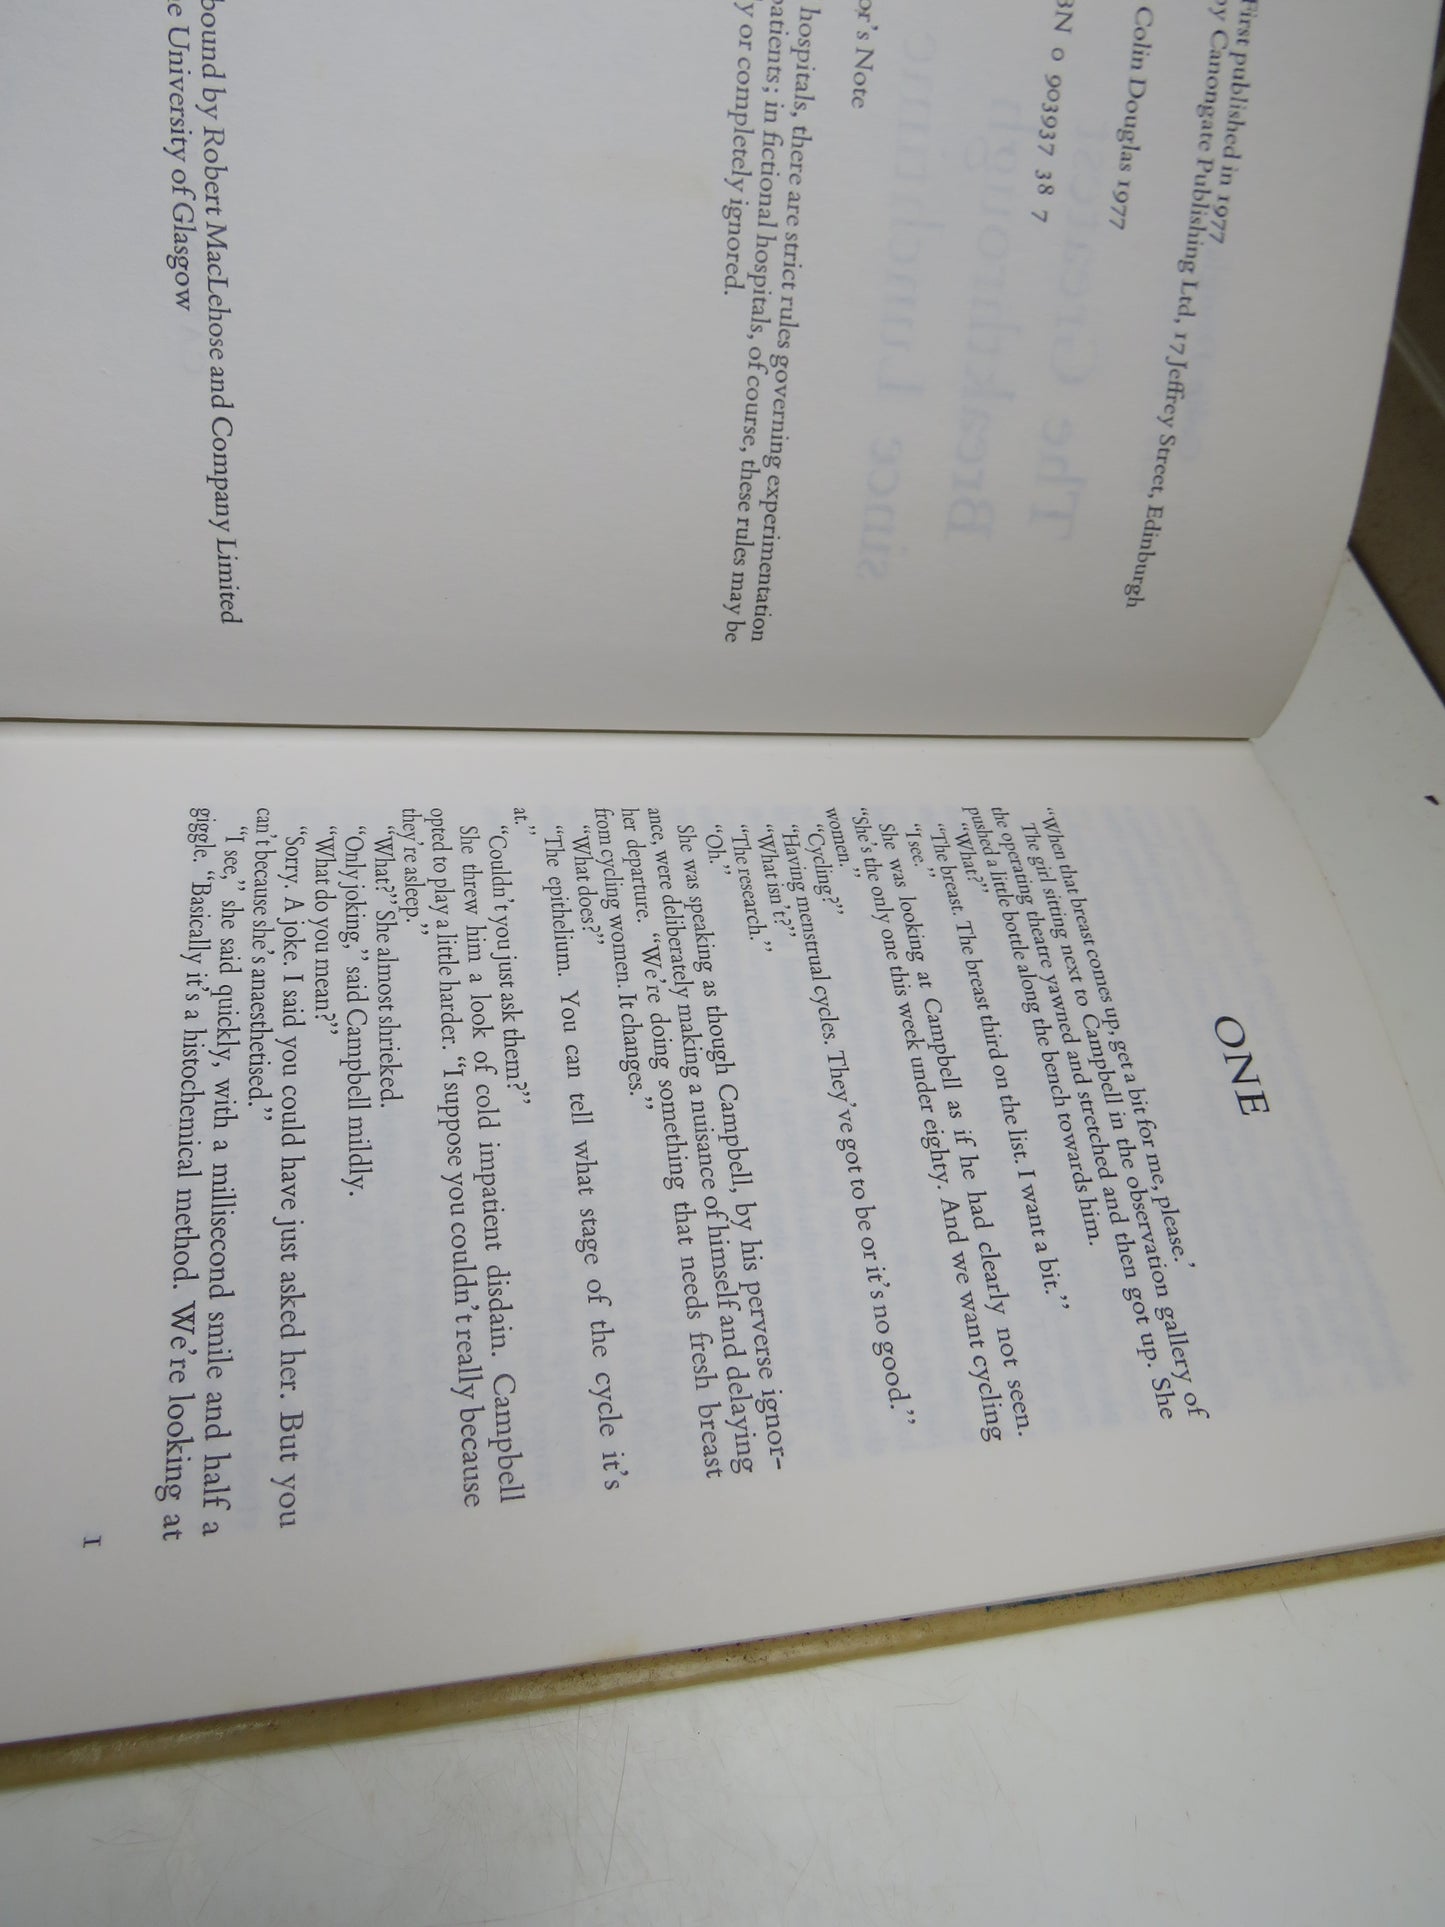 First published in 1977
by Canongate Publishing Ltd, 17 Jeffrey Street, Edinburgh
Colin Douglas 1977
BN 0 903937 38 7
or's Note
hospitals, there are strict rules governing experimentation
patients; in fictional hospitals, of course, these rules may be
y or completely ignored.
bound by Robert MacLehose and Company Limited
e University of Glasgow
ONE
“When that breast comes up, get a bit for me, please.’
The girl sitting next to Campbell in the observation gallery of
the operating theatre yawned and stretched and then got up. She
pushed a little bottle along the bench towards him.
“What?”
“The breast. The breast third on the list. I want a bit.”
“I see.”
She was looking at Campbell as if he had clearly not seen.
“She’s the only one this week under eighty. And we want cycling
women.”
“Cycling?”
“Having menstrual cycles. They’ve got to be or it’s no good.”
“What isn’t?”
“The research.”
“Oh.”
She was speaking as though Campbell, by his perverse ignor-
ance, were deliberately making a nuisance of himself and delaying
her departure. “We’re doing something that needs fresh breast
from cycling women. It changes.”
“What does?”
“The epithelium. You can tell what stage of the cycle it’s
at.”
“Couldn’t you just ask them?”
She threw him a look of cold impatient disdain. Campbell
opted to play a little harder. “I suppose you couldn’t really because
they’re asleep.”
“What?” She almost shrieked.
“Only joking,” said Campbell mildly.
“What do you mean?”
“Sorry. A joke. I said you could have just asked her. But you
can’t because she’s anaesthetised.”
“I see,” she said quickly, with a millisecond smile and half a
giggle. “Basically it’s a histochemical method. We’re looking at
1